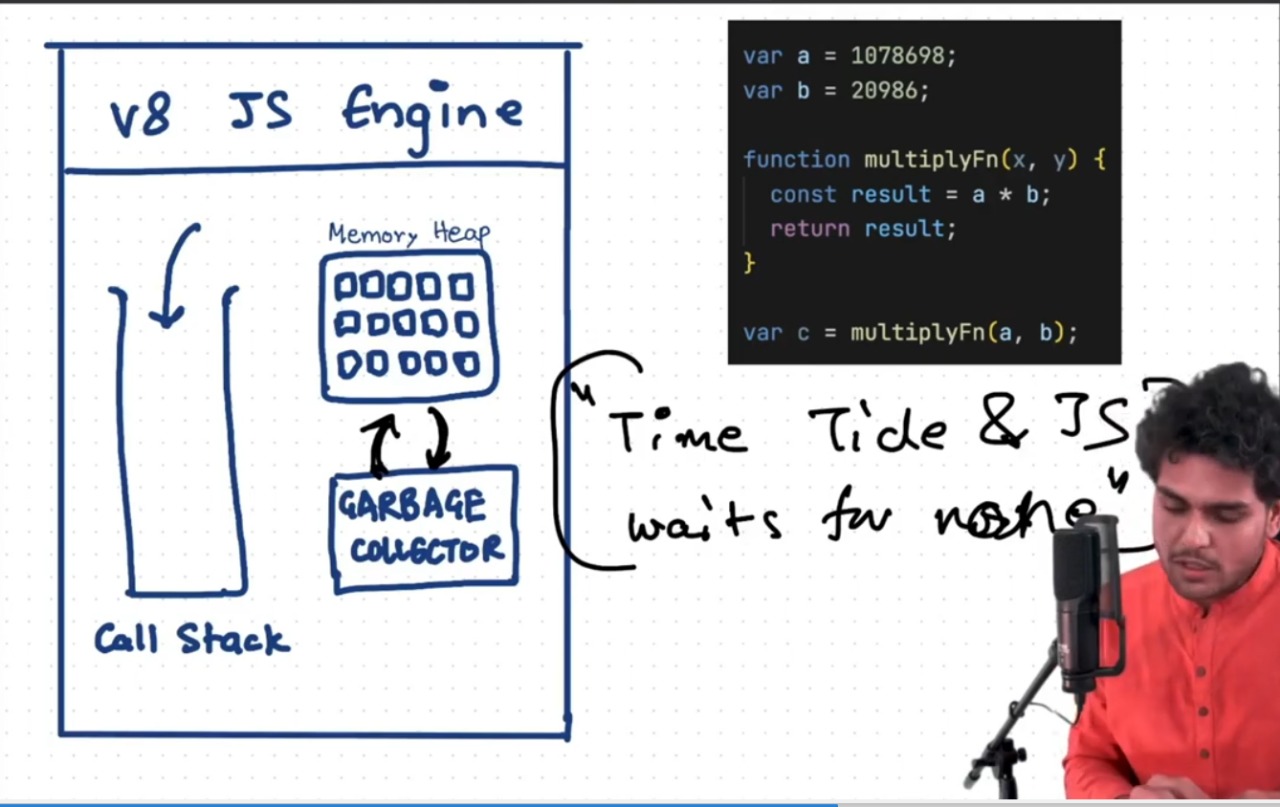 V8 JS Engine
Memory Heap
GARBAGE
COLLECTOR
Call Stack
var a = 1078698;
var b = 20986;
function multiplyFn(x, y) {
const result = a * b;
return result;
}
var c = multiplyFn(a, b);
"Time Tide & JS
waits for none"